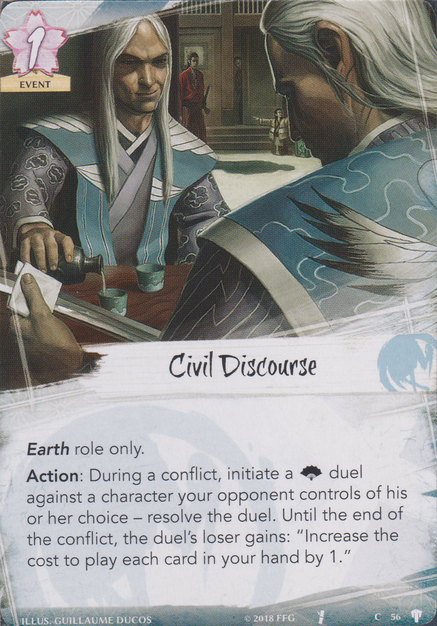 1
EVENT
Civil Discourse
Earth role only.
Action: During a conflict, initiate a duel
against a character your opponent controls of his
or her choice – resolve the duel. Until the end of
the conflict, the duel's loser gains: "Increase the
cost to play each card in your hand by 1."
ILLUS. GUILLAUME DUCOS © 2018 FFG C 56